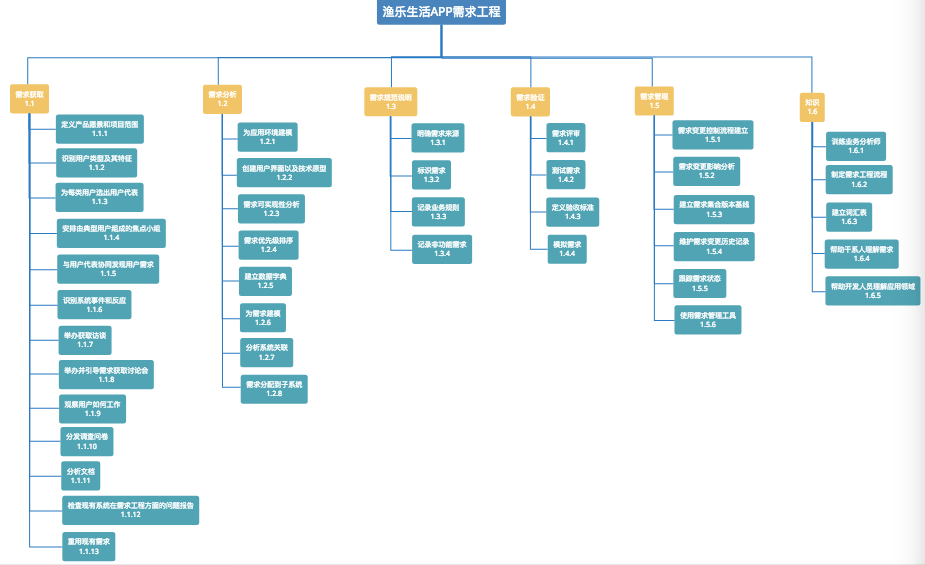 渔乐生活APP需求工程
需求获取
1.1
定义产品愿景和项目范围
1.1.1
识别用户类型及其特征
1.1.2
为每类用户选出用户代表
1.1.3
安排由典型用户组成的焦点小组
1.1.4
与用户代表协同发现用户需求
1.1.5
识别系统事件和反应
1.1.6
举办获取访谈
1.1.7
举办并引导需求获取讨论会
1.1.8
观察用户如何工作
1.1.9
分发调查问卷
1.1.10
分析文档
1.1.11
检查现有系统在需求工程方面的问题报告
1.1.12
重用现有需求
1.1.13
需求分析
1.2
为应用环境建模
1.2.1
创建用户界面以及技术原型
1.2.2
需求可实现性分析
1.2.3
需求优先级排序
1.2.4
建立数据字典
1.2.5
为需求建模
1.2.6
分析系统关联
1.2.7
需求分配到子系统
1.2.8
需求规范说明
1.3
明确需求来源
1.3.1
标识需求
1.3.2
记录业务规则
1.3.3
记录非功能需求
1.3.4
需求验证
1.4
需求评审
1.4.1
测试需求
1.4.2
定义验收标准
1.4.3
模拟需求
1.4.4
需求管理
1.5
需求变更控制流程建立
1.5.1
需求变更影响分析
1.5.2
建立需求集合版本基线
1.5.3
维护需求变更历史记录
1.5.4
跟踪需求状态
1.5.5
使用需求管理工具
1.5.6
知识
1.6
训练业务分析师
1.6.1
制定需求工程流程
1.6.2
建立词汇表
1.6.3
帮助干系人理解需求
1.6.4
帮助开发人员理解应用领域
1.6.5